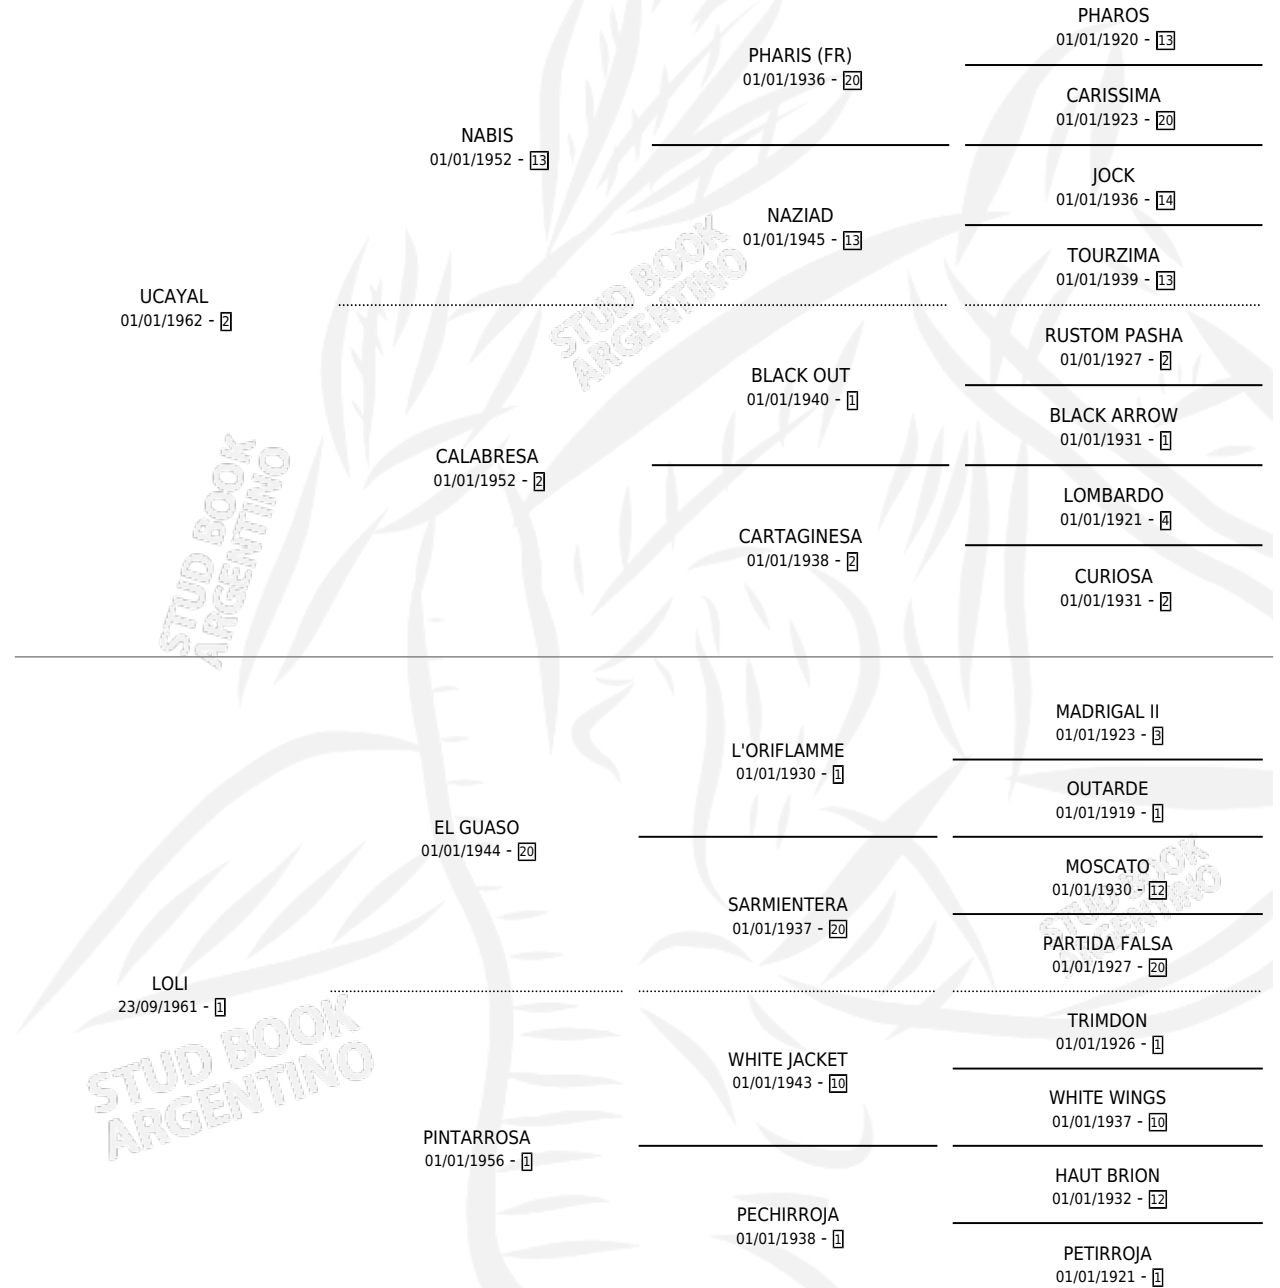 PHAROS
01/01/1920 - 13
PHARIS (FR)
01/01/1936 - 20
CARISSIMA
01/01/1923 - 20
NABIS
01/01/1952 - 13
JOCK
01/01/1936 - 14
NAZIAD
01/01/1945 - 13
TOURZIMA
01/01/1939 - 13
UCAYAL
01/01/1962 - 2
STUD BOOK
ARGENTINO
RUSTOM PASHA
01/01/1927 - 2
BLACK OUT
01/01/1940 - 1
BLACK ARROW
01/01/1931 - 1
CALABRESA
01/01/1952 - 2
LOMBARDO
01/01/1921 - 4
CARTAGINESA
01/01/1938 - 2
CURIOSA
01/01/1931 - 2
STUD BOOK
ARGENTINO
MADRIGAL II
01/01/1923 - 3
L'ORIFLAMME
01/01/1930 - 1
OUTARDE
01/01/1919 - 1
EL GUASO
01/01/1944 - 20
MOSCATO
01/01/1930 - 12
STUD BOOK
ARGENTINO
SARMIENTERA
01/01/1937 - 20
PARTIDA FALSA
01/01/1927 - 20
LOLI
23/09/1961 - 1
STUD BOOK
ARGENTINO
TRIMDON
01/01/1926 - 1
WHITE JACKET
01/01/1943 - 10
WHITE WINGS
01/01/1937 - 10
PINTARROSA
01/01/1956 - 1
HAUT BRION
01/01/1932 - 12
PECHIRROJA
01/01/1938 - 1
PETIRROJA
01/01/1921 - 1